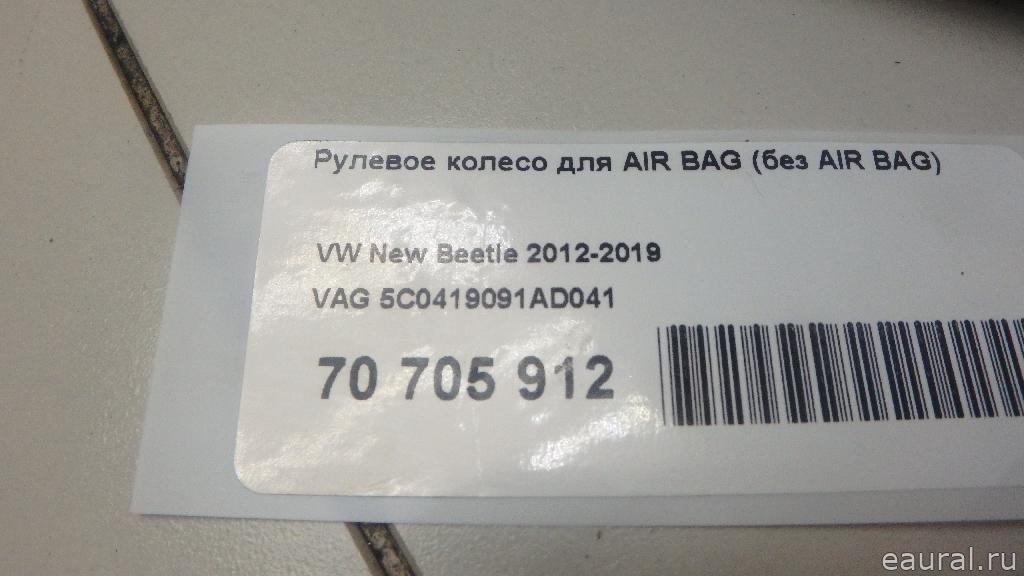 Рулевое колесо для AIR BAG (без AIR BAG)
VW New Beetle 2012-2019
VAG 5C0419091AD041
70 705 912
eaural.ru